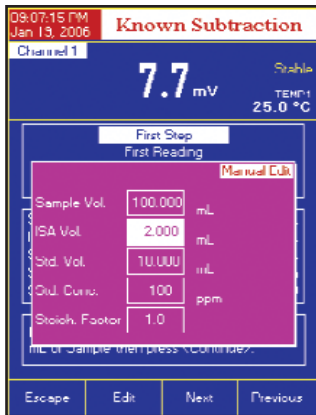 09:07:15 PM
Jan 19, 2006
Known Subtraction
Channel 1
7.7 mV
Stable
TEMP1
25.0 °C
First Step
First Reading
Manual Edit
Sample Vol. 100.000 mL
ISA Vol. 2.000 mL
Std. Vol. 10.000 mL
Std. Conc. 100 ppm
Stoich. Factor 1.0
mL of Sample then press <Continue>.
Escape Edit Next Previous